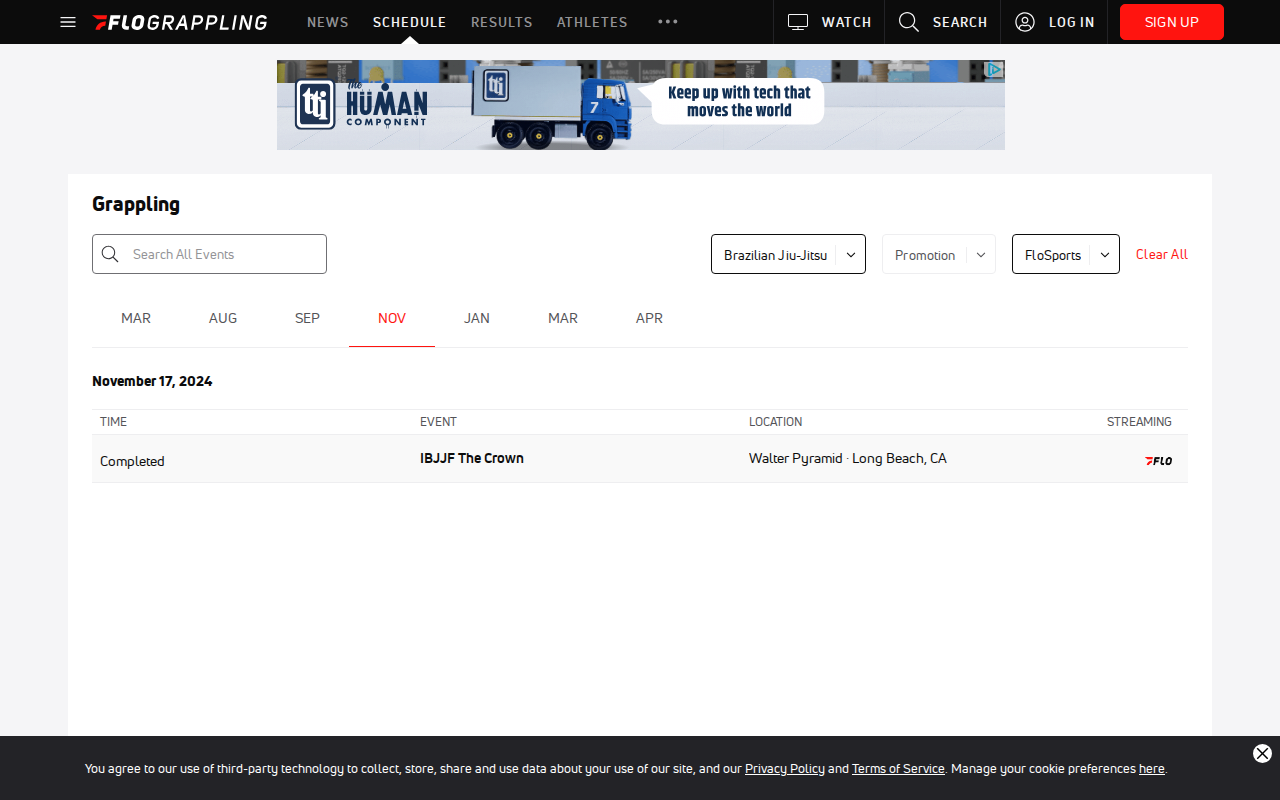 FLOGRAPPLING NEWS SCHEDULE RESULTS ATHLETES ••• WATCH SEARCH LOG IN SIGN UP
tti The HUMAN COMPONENT tti 7 Keep up with tech that moves the world
Grappling
Search All Events Brazilian Jiu-Jitsu Promotion FloSports Clear All
MAR AUG SEP NOV JAN MAR APR
November 17, 2024
TIME EVENT LOCATION STREAMING
Completed IBJJF The Crown Walter Pyramid · Long Beach, CA FLO
You agree to our use of third-party technology to collect, store, share and use data about your use of our site, and our Privacy Policy and Terms of Service. Manage your cookie preferences here.